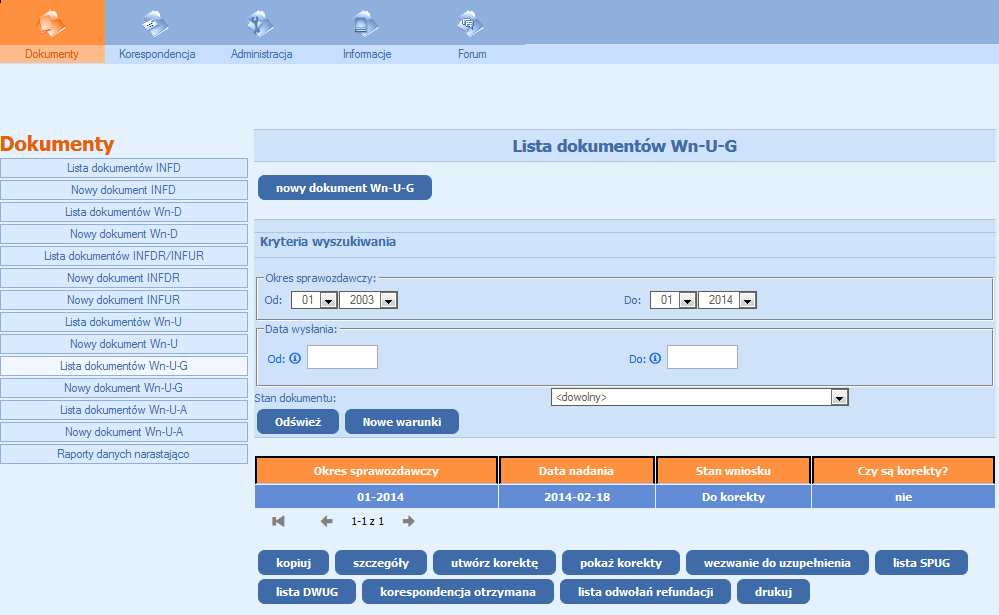 Dokumenty Korespondencja Administracja Informacje Forum
Dokumenty
Lista dokumentów INFD
Nowy dokument INFD
Lista dokumentów Wn-D
Nowy dokument Wn-D
Lista dokumentów INFDR/INFUR
Nowy dokument INFDR
Nowy dokument INFUR
Lista dokumentów Wn-U
Nowy dokument Wn-U
Lista dokumentów Wn-U-G
Nowy dokument Wn-U-G
Lista dokumentów Wn-U-A
Nowy dokument Wn-U-A
Raporty danych narastająco
Lista dokumentów Wn-U-G
nowy dokument Wn-U-G
Kryteria wyszukiwania
Okres sprawozdawczy:
Od: 01 2003 Do: 01 2014
Data wysłania:
Od: Do:
Stan dokumentu: <dowolny>
Odśwież Nowe warunki
Okres sprawozdawczy Data nadania Stan wniosku Czy są korekty?
01-2014 2014-02-18 Do korekty nie
1-1 z 1
kopiuj szczegóły utwórz korektę pokaż korekty wezwanie do uzupełnienia lista SPUG
lista DWUG korespondencja otrzymana lista odwołań refundacji drukuj